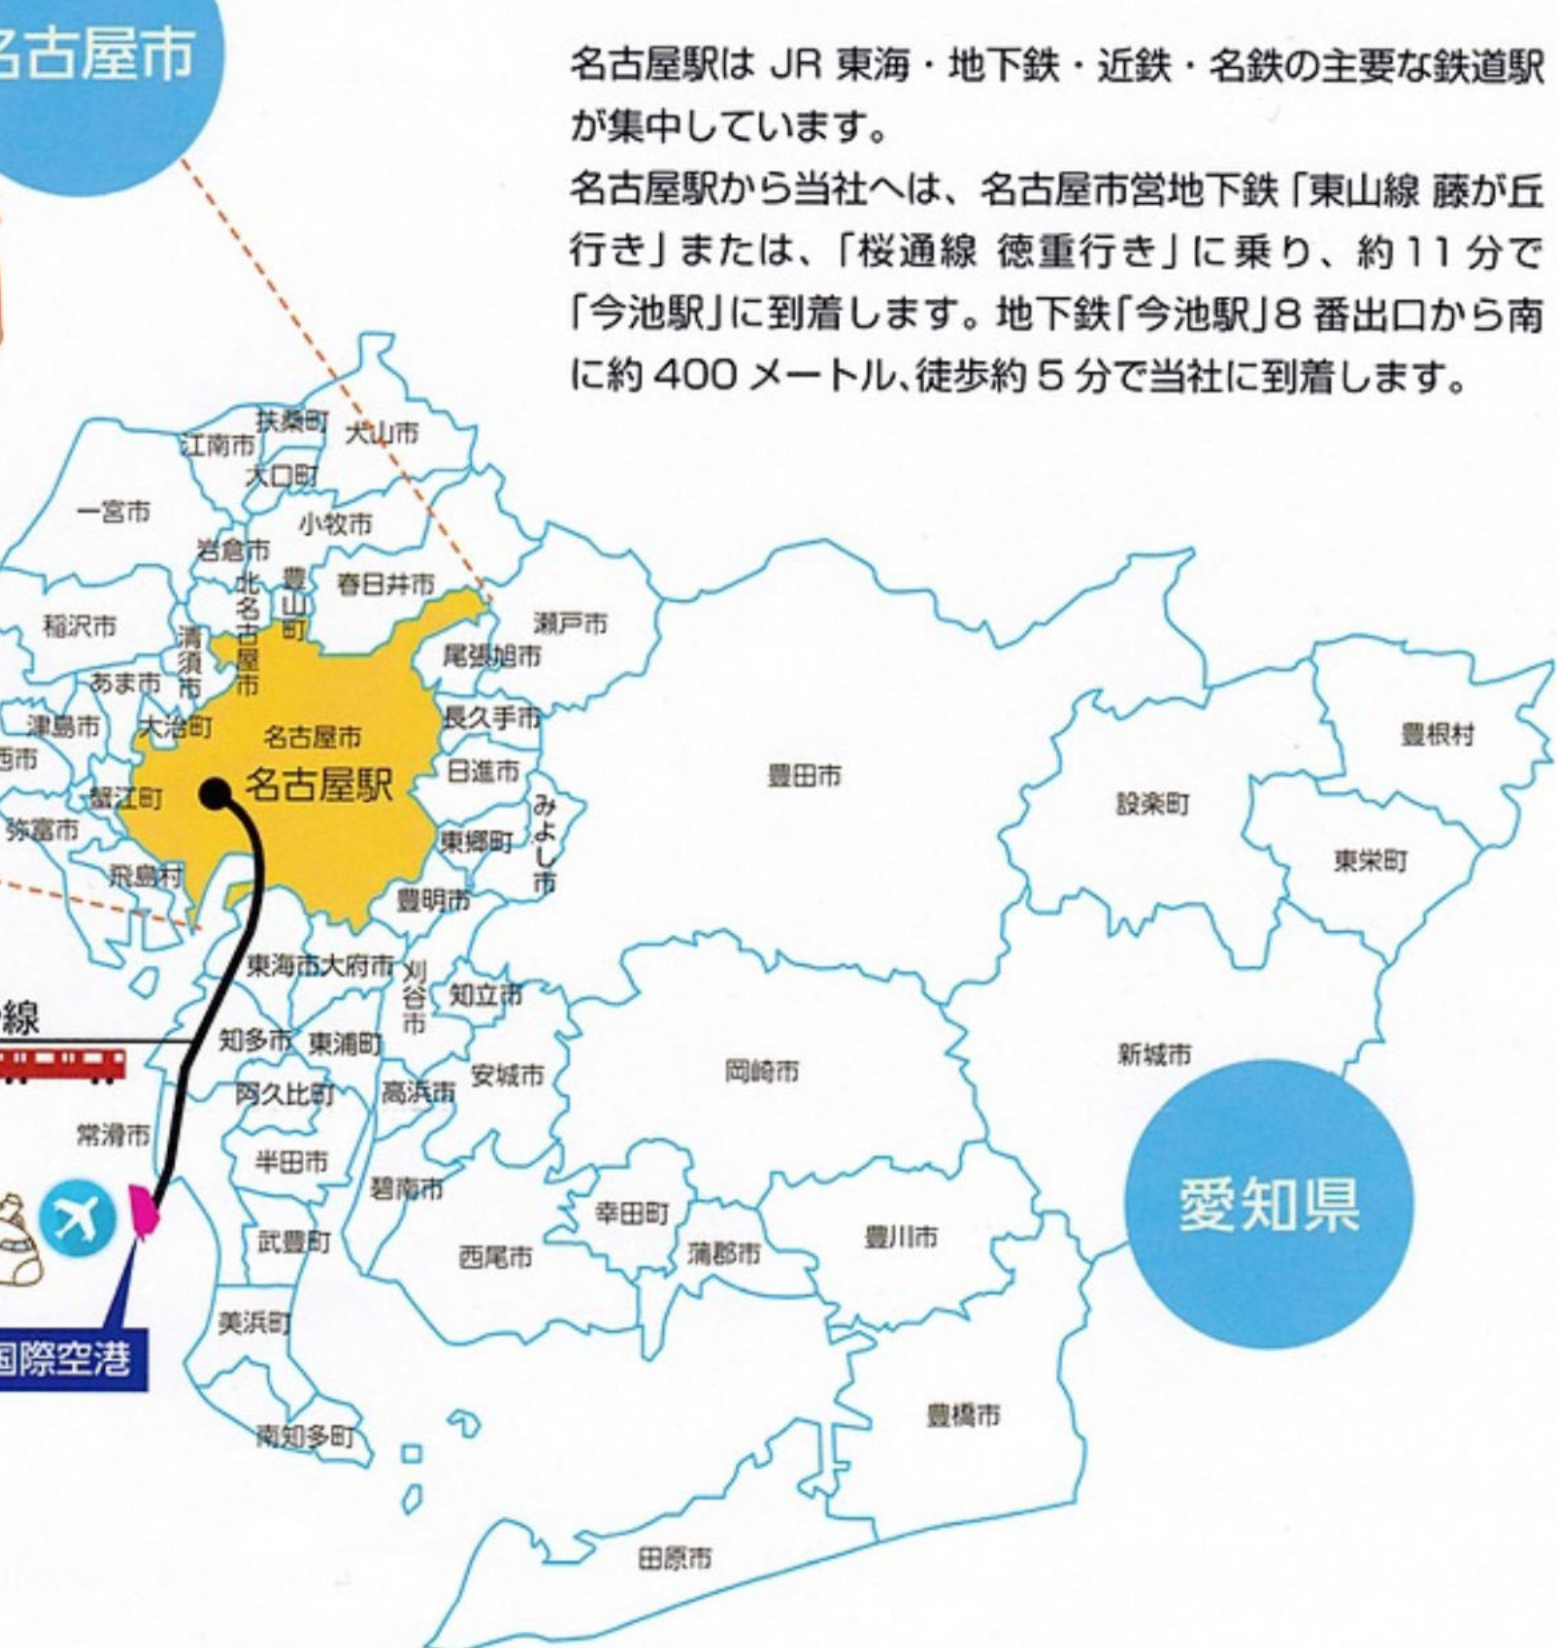 名古屋市
名古屋駅は JR 東海・地下鉄・近鉄・名鉄の主要な鉄道駅
が集中しています。
名古屋駅から当社へは、名古屋市営地下鉄「東山線 藤が丘
行き」または、「桜通線 徳重行き」に乗り、約11分で
「今池駅」に到着します。地下鉄「今池駅」8 番出口から南
に約 400 メートル、徒歩約 5 分で当社に到着します。
扶桑町
犬山市
江南市
大口町
一宮市
小牧市
岩倉市
北名古屋市
豊山町
春日井市
稲沢市
清須市
瀬戸市
尾張旭市
あま市
津島市
大治町
長久手市
名古屋市
西市
日進市
名古屋駅
蟹江町
みよし市
弥富市
東郷町
飛島村
豊明市
豊田市
設楽町
豊根村
東栄町
東海市
大府市
刈谷市
知立市
線
知多市
東浦町
安城市
岡崎市
新城市
阿久比町
高浜市
常滑市
半田市
碧南市
愛知県
武豊町
西尾市
幸田町
蒲郡市
豊川市
美浜町
国際空港
南知多町
豊橋市
田原市